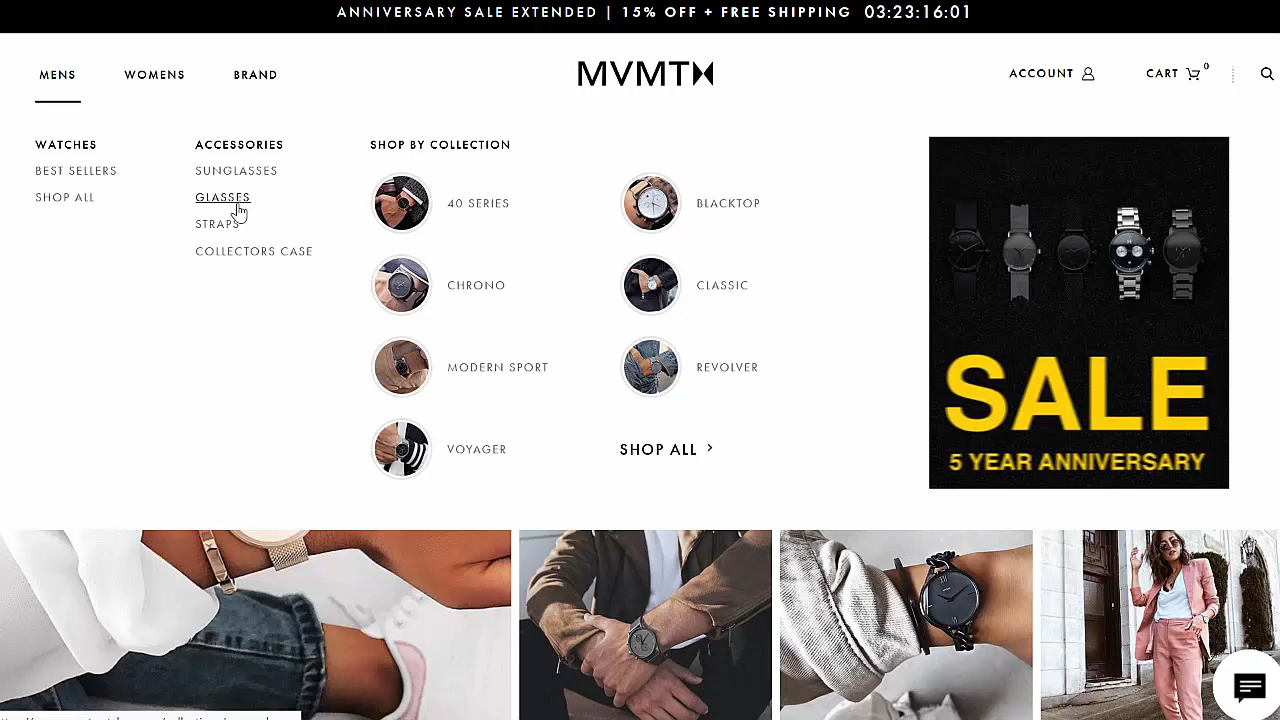 ANNIVERSARY SALE EXTENDED | 15% OFF + FREE SHIPPING 03:23:16:01
MENS WOMENS BRAND MVMT ACCOUNT CART 0
WATCHES
BEST SELLERS
SHOP ALL
ACCESSORIES
SUNGLASSES
GLASSES
STRAPS
COLLECTORS CASE
SHOP BY COLLECTION
40 SERIES
BLACKTOP
CHRONO
CLASSIC
MODERN SPORT
REVOLVER
VOYAGER
SHOP ALL >
SALE
5 YEAR ANNIVERSARY